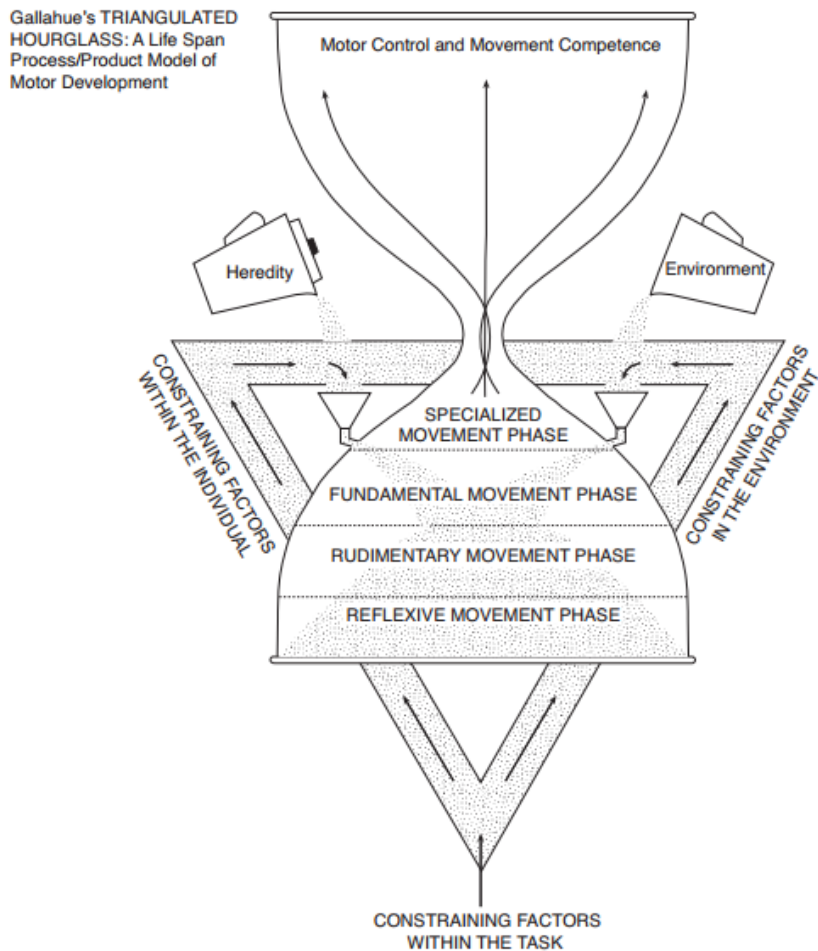 Gallahue's TRIANGULATED
HOURGLASS: A Life Span
Process/Product Model of
Motor Development
Motor Control and Movement Competence
Heredity
Environment
CONSTRAINING FACTORS
WITHIN THE INDIVIDUAL
CONSTRAINING FACTORS
IN THE ENVIRONMENT
SPECIALIZED
MOVEMENT PHASE
FUNDAMENTAL MOVEMENT PHASE
RUDIMENTARY MOVEMENT PHASE
REFLEXIVE MOVEMENT PHASE
CONSTRAINING FACTORS
WITHIN THE TASK